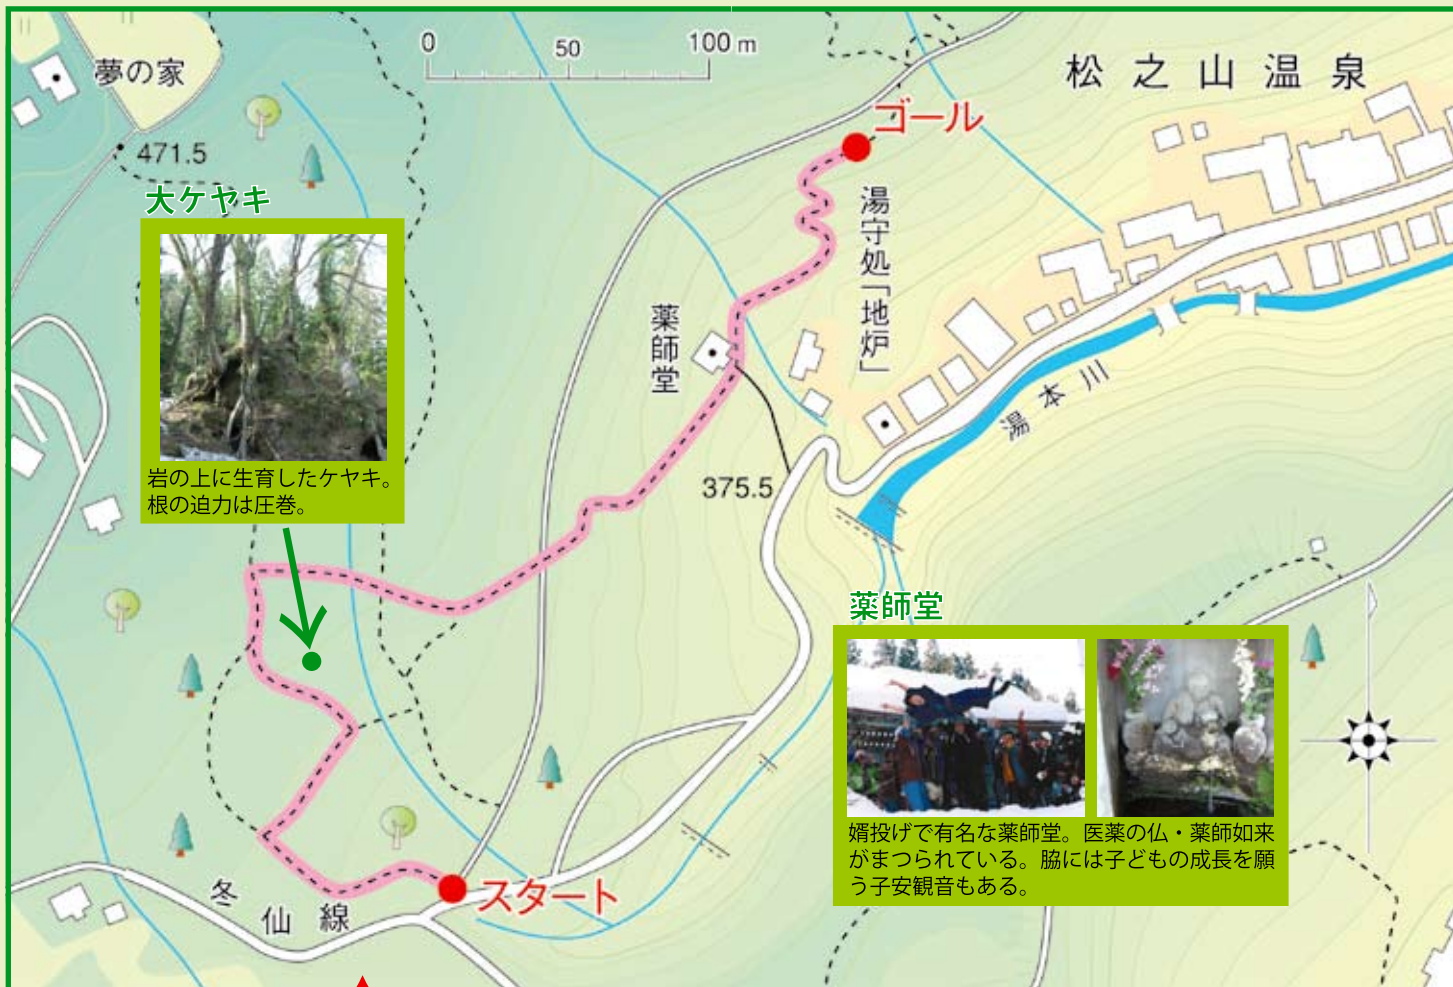 0
50
100 m
夢の家
471.5
松之山温泉
ゴール
大ケヤキ
岩の上に生育したケヤキ。
根の迫力は圧巻。
湯守処「地炉」
薬師堂
湯本川
375.5
薬師堂
婿投げで有名な薬師堂。医薬の仏・薬師如来
がまつられている。脇には子どもの成長を願
う子安観音もある。
スタート
冬仙線